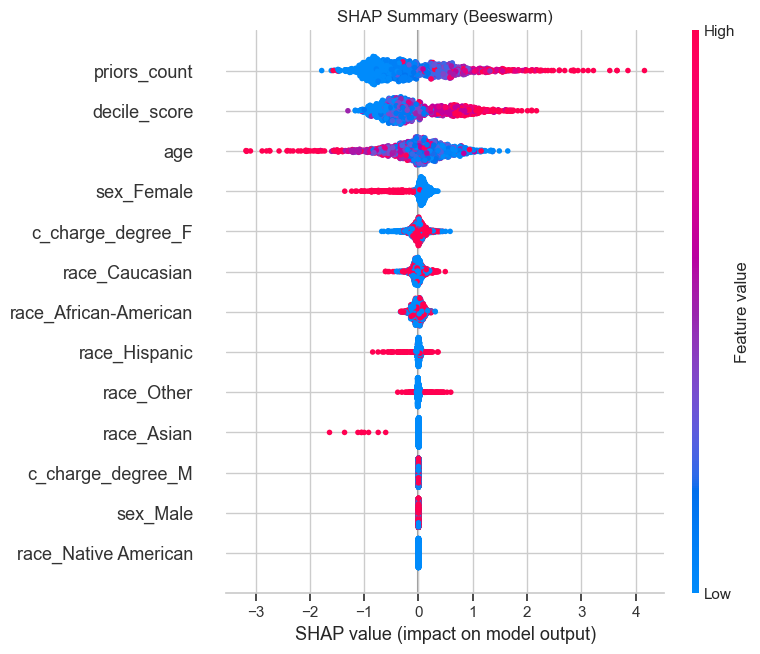 SHAP Summary (Beeswarm)
High
priors_count
decile_score
age
sex_Female
c_charge_degree_F
race_Caucasian
race_African-American
race_Hispanic
race_Other
race_Asian
c_charge_degree_M
sex_Male
race_Native American
Feature value
Low
−3 −2 −1 0 1 2 3 4
SHAP value (impact on model output)